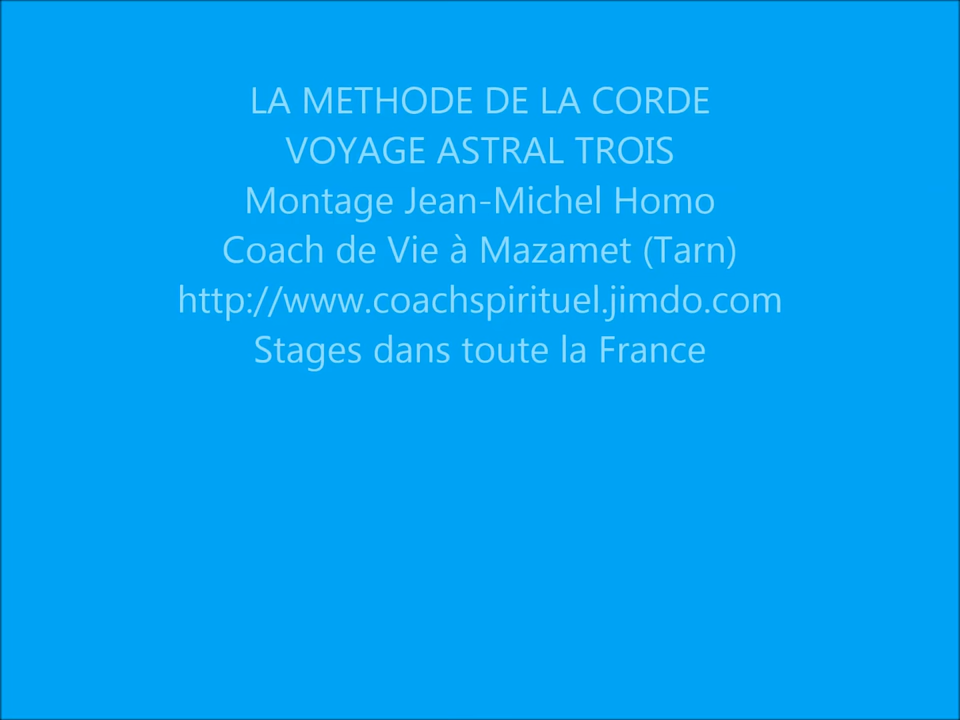 LA METHODE DE LA CORDE
VOYAGE ASTRAL TROIS
Montage Jean-Michel Homo
Coach de Vie à Mazamet (Tarn)
http://www.coachspirituel.jimdo.com
Stages dans toute la France